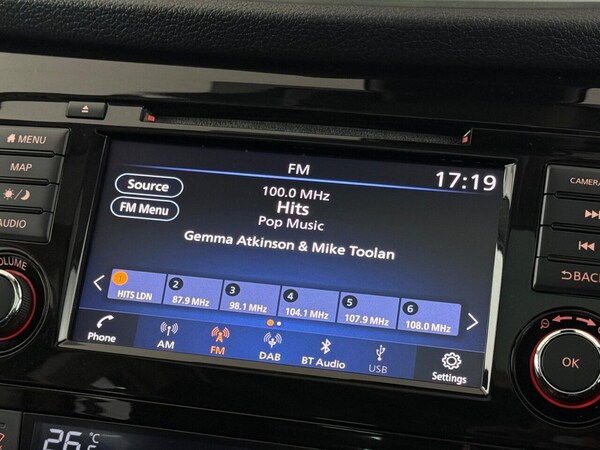 MENU
MAP
AUDIO
VOLUME
FM
17:19
Source
FM Menu
100.0 MHz
Hits
Pop Music
Gemma Atkinson & Mike Toolan
1
HITS LDN
2
87.9 MHz
3
98.1 MHz
4
104.1 MHz
5
107.9 MHz
6
108.0 MHz
Phone
AM
FM
DAB
BT Audio
USB
Settings
CAMERA
BACK
OK
26 °C